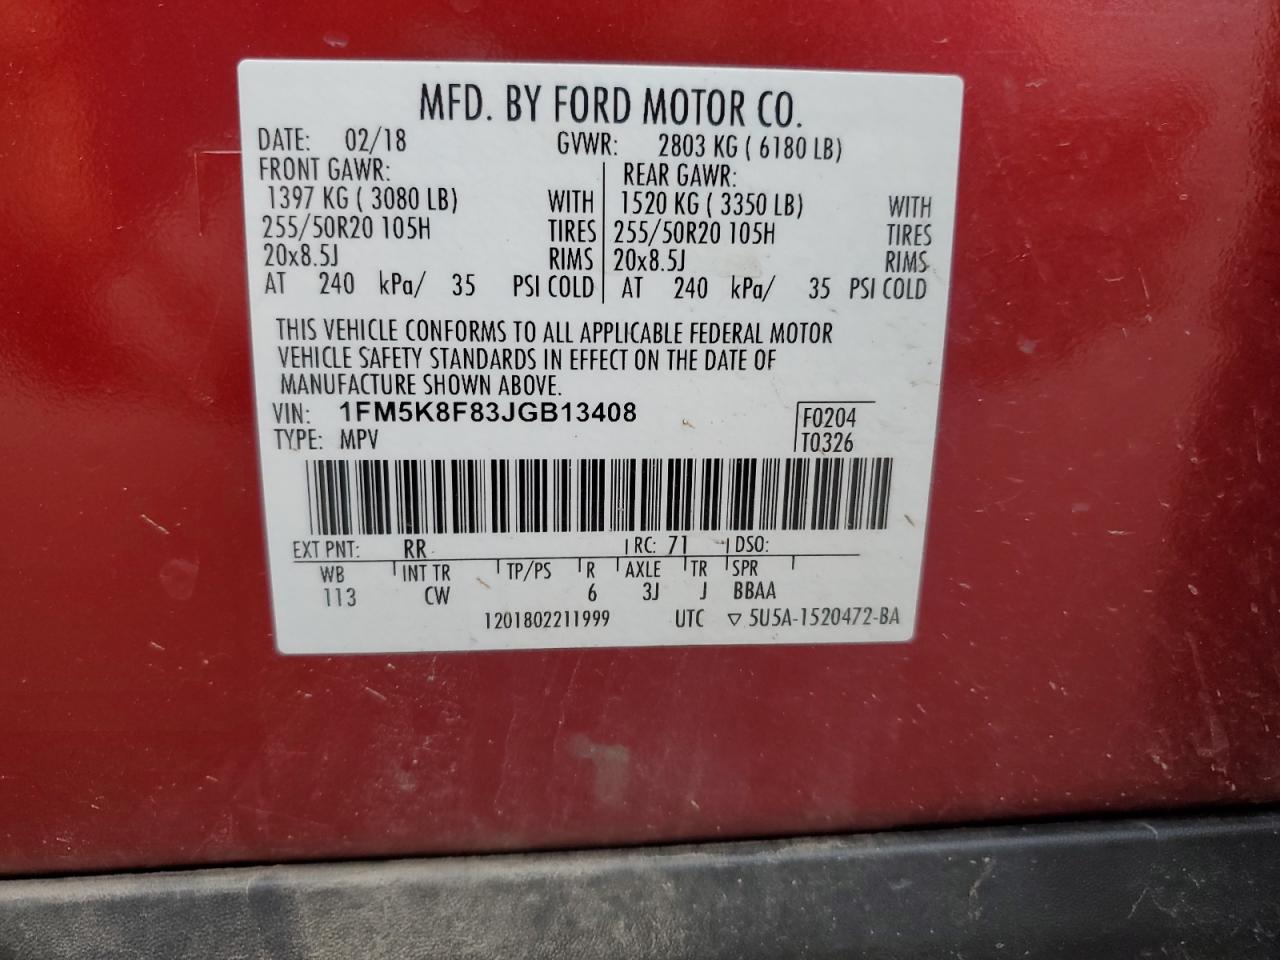 MFD. BY FORD MOTOR CO.
DATE: 02/18 GVWR: 2803 KG ( 6180 LB)
FRONT GAWR: REAR GAWR:
1397 KG ( 3080 LB) WITH 1520 KG ( 3350 LB) WITH
255/50R20 105H TIRES 255/50R20 105H TIRES
20x8.5J RIMS 20x8.5J RIMS
AT 240 kPa/ 35 PSI COLD AT 240 kPa/ 35 PSI COLD
THIS VEHICLE CONFORMS TO ALL APPLICABLE FEDERAL MOTOR
VEHICLE SAFETY STANDARDS IN EFFECT ON THE DATE OF
MANUFACTURE SHOWN ABOVE.
VIN: 1FM5K8F83JGB13408 F0204
TYPE: MPV T0326
EXT PNT: RR RC: 71 DSO:
WB INT TR TP/PS R AXLE TR SPR
113 CW 6 3J J BBAA
1201802211999 UTC ▽ 5U5A-1520472-BA